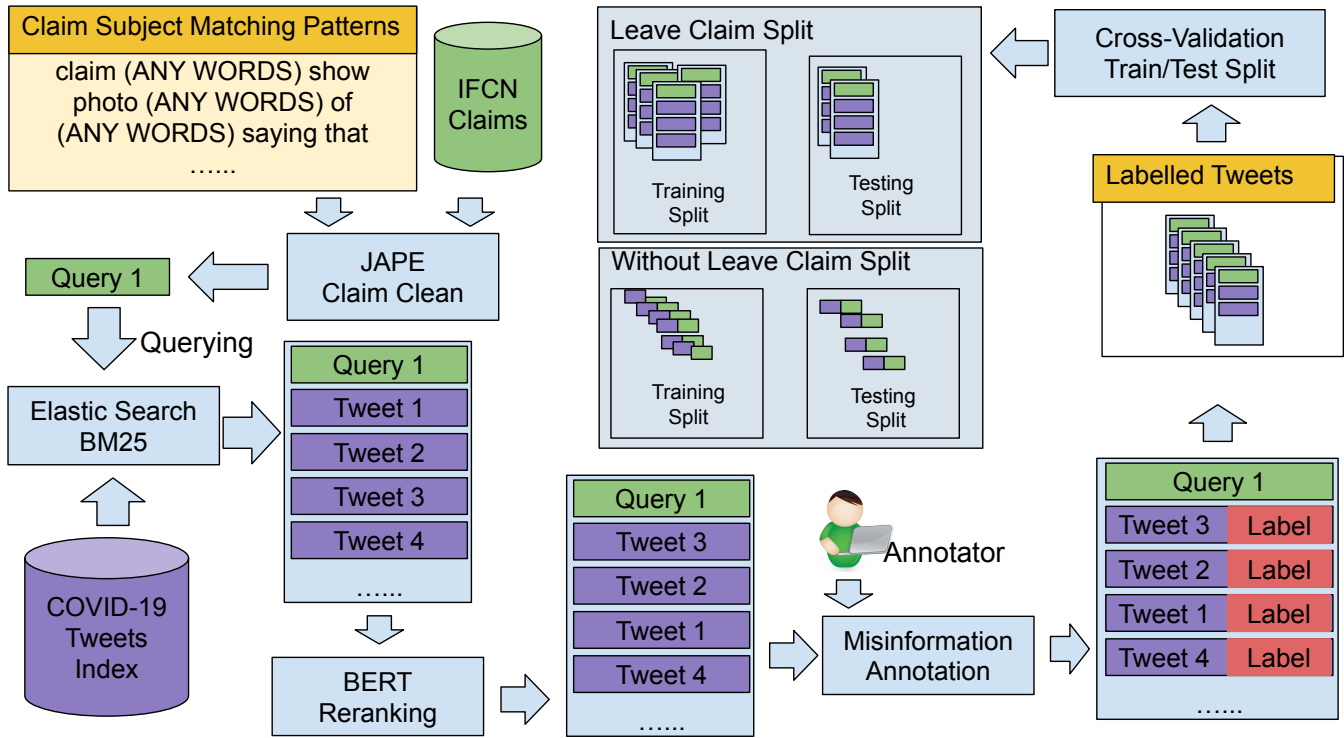 Claim Subject Matching Patterns
claim (ANY WORDS) show
photo (ANY WORDS) of
(ANY WORDS) saying that
…...
IFCN
Claims
JAPE
Claim Clean
Query 1
Querying
Elastic Search
BM25
COVID-19
Tweets
Index
Query 1
Tweet 1
Tweet 2
Tweet 3
Tweet 4
…...
BERT
Reranking
Query 1
Tweet 3
Tweet 2
Tweet 1
Tweet 4
…...
Annotator
Misinformation
Annotation
Query 1
Tweet 3 Label
Tweet 2 Label
Tweet 1 Label
Tweet 4 Label
…...
Labelled Tweets
Cross-Validation
Train/Test Split
Leave Claim Split
Training
Split
Testing
Split
Without Leave Claim Split
Training
Split
Testing
Split